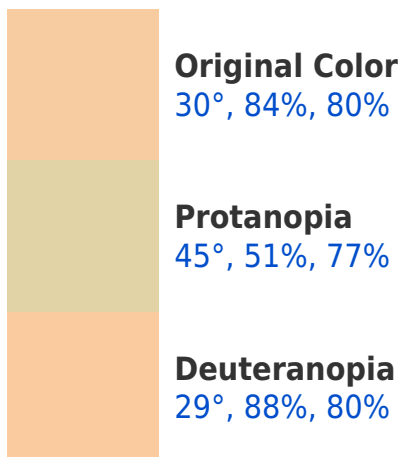 Original Color
30°, 84%, 80%
Protanopia
45°, 51%, 77%
Deuteranopia
29°, 88%, 80%